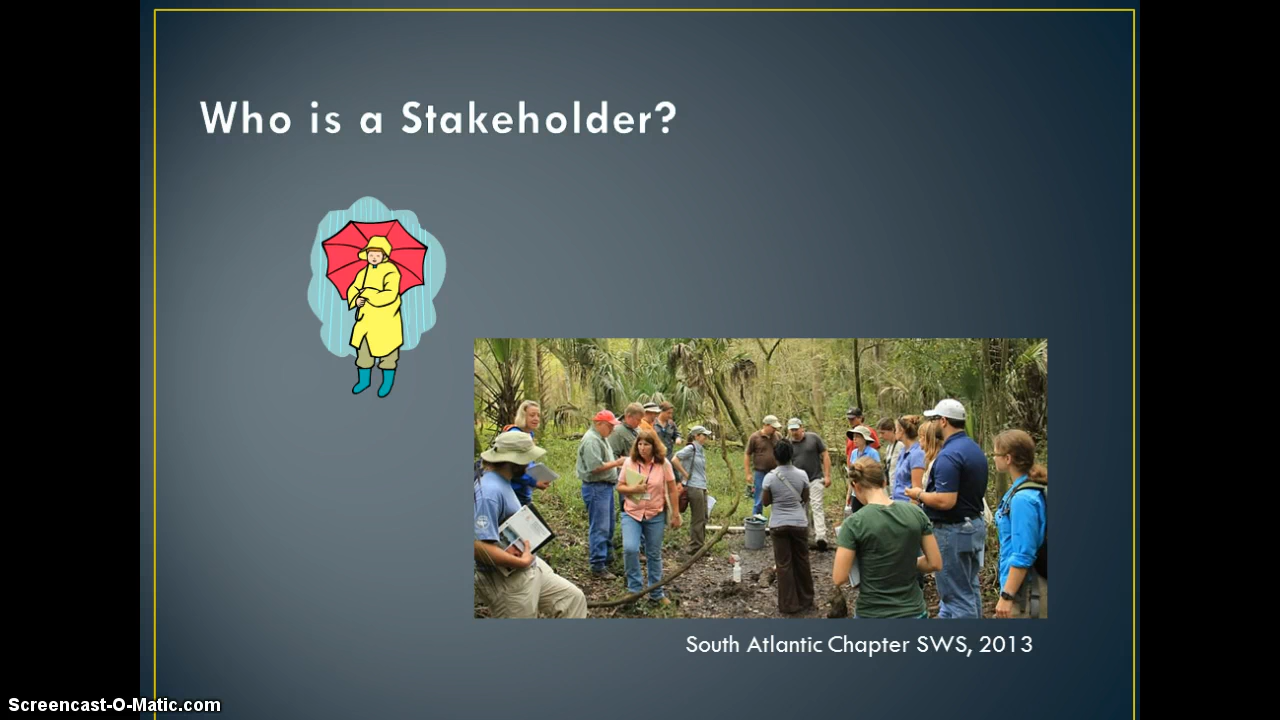 Who is a Stakeholder?
South Atlantic Chapter SWS, 2013
Screencast-O-Matic.com